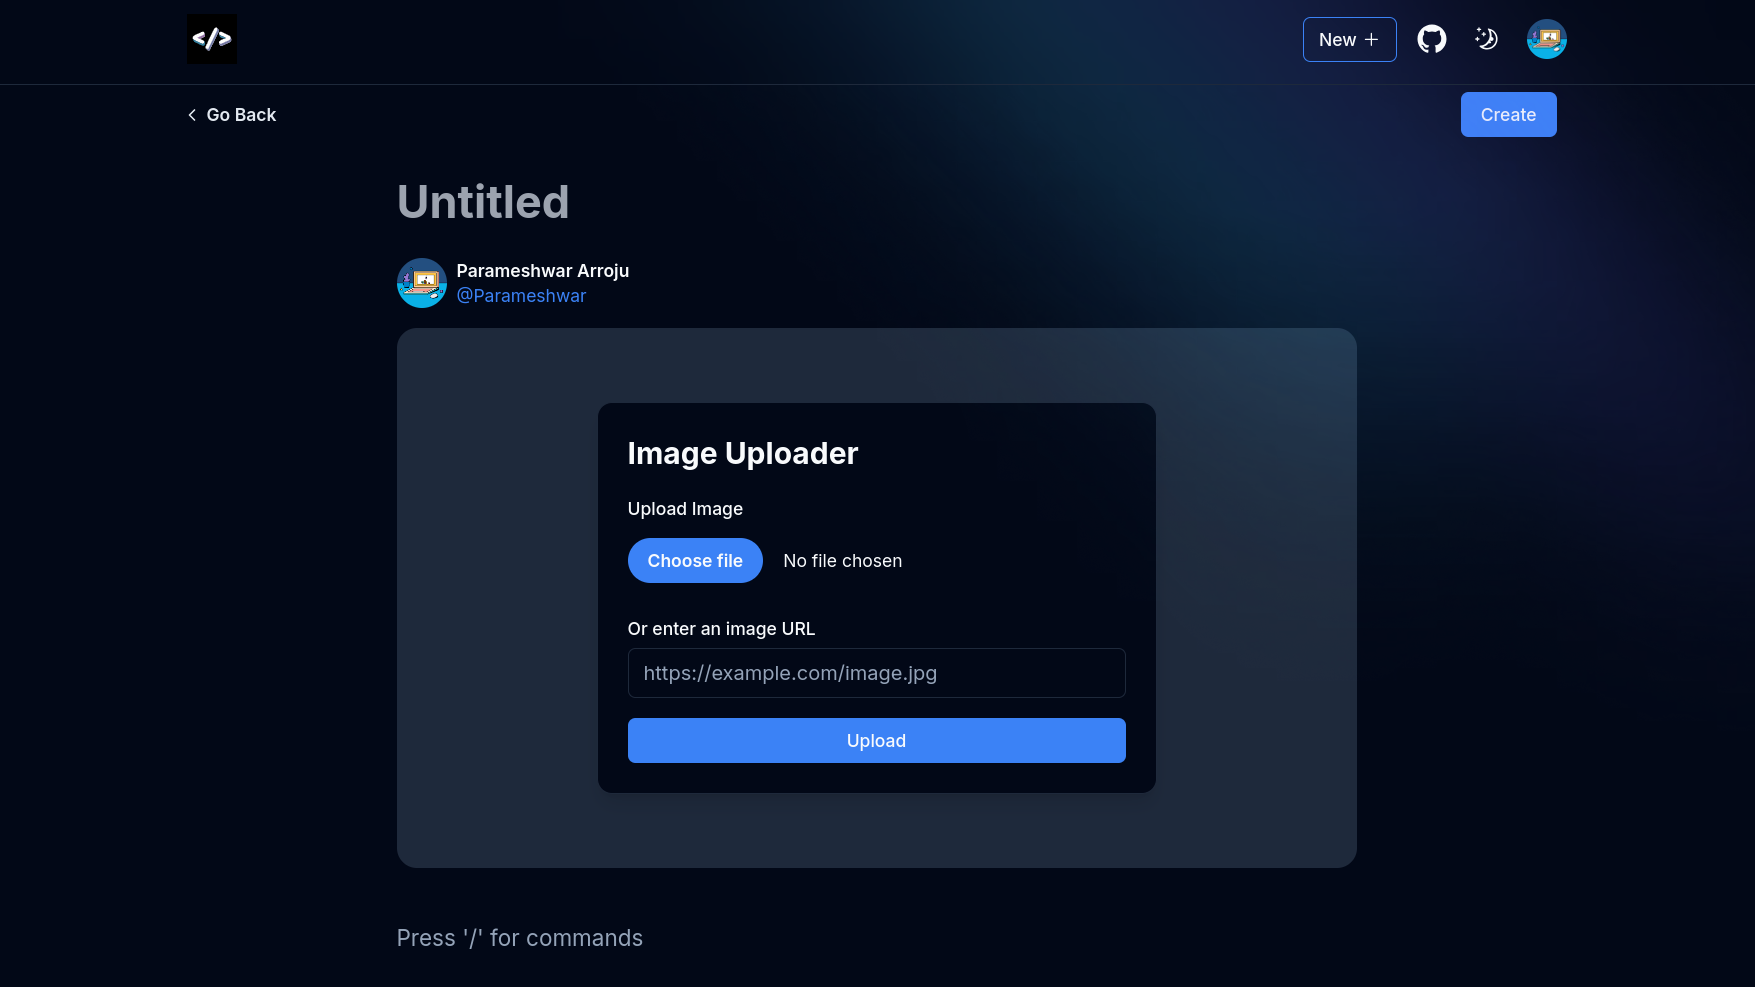 </>
New
Go Back
Create
Untitled
Parameshwar Arroju
@Parameshwar
Image Uploader
Upload Image
Choose file No file chosen
Or enter an image URL
https://example.com/image.jpg
Upload
Press '/' for commands